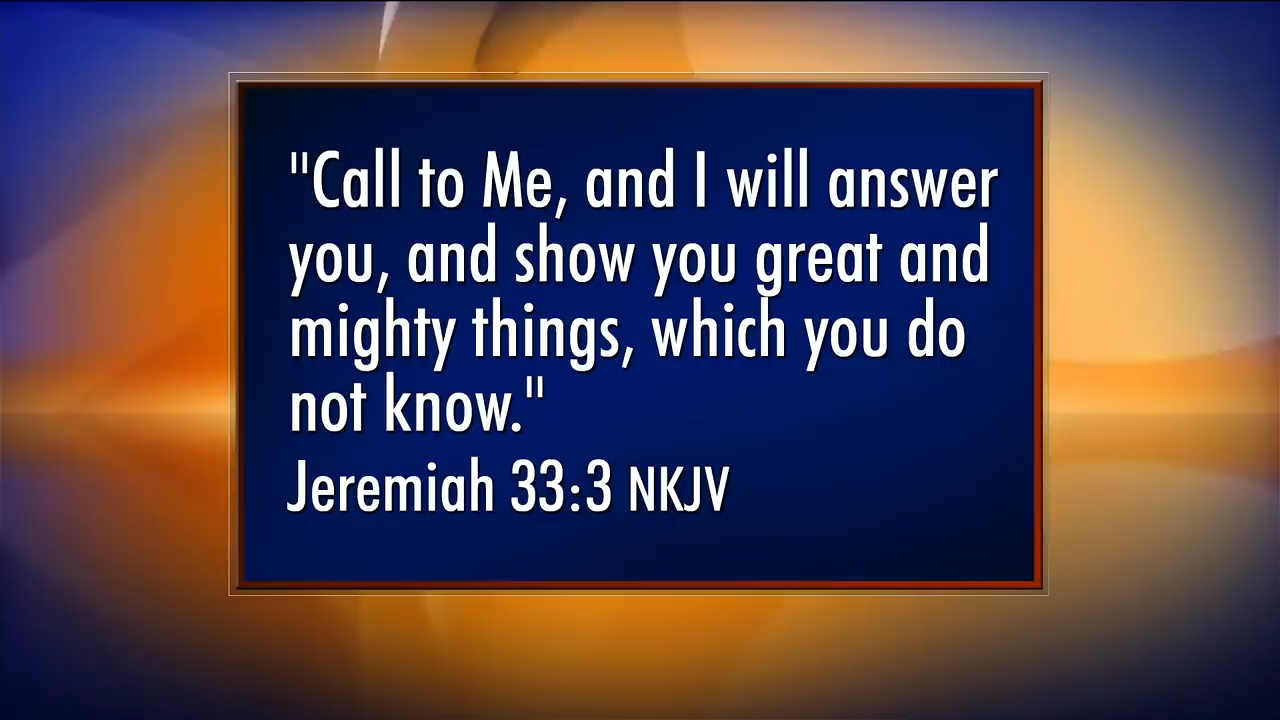 "Call to Me, and I will answer
you, and show you great and
mighty things, which you do
not know."
Jeremiah 33:3 NKJV